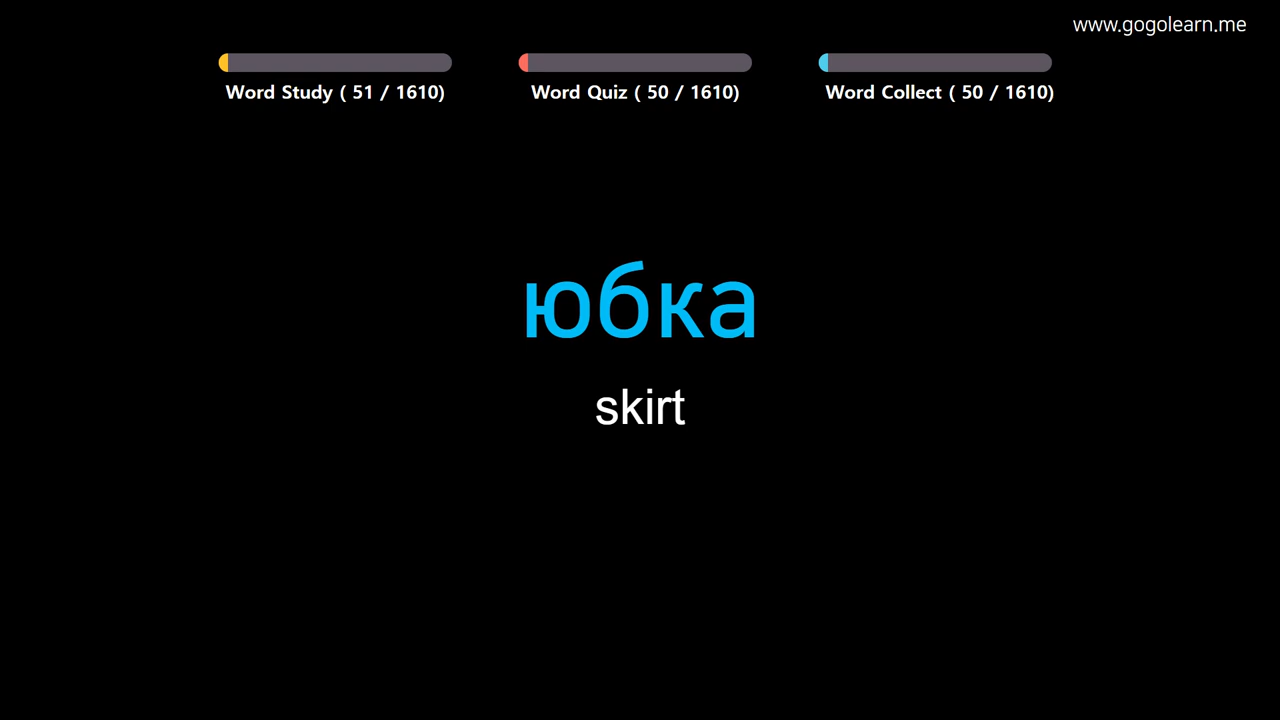 www.gogolearn.me
Word Study ( 51 / 1610)
Word Quiz ( 50 / 1610)
Word Collect ( 50 / 1610)
юбка
skirt